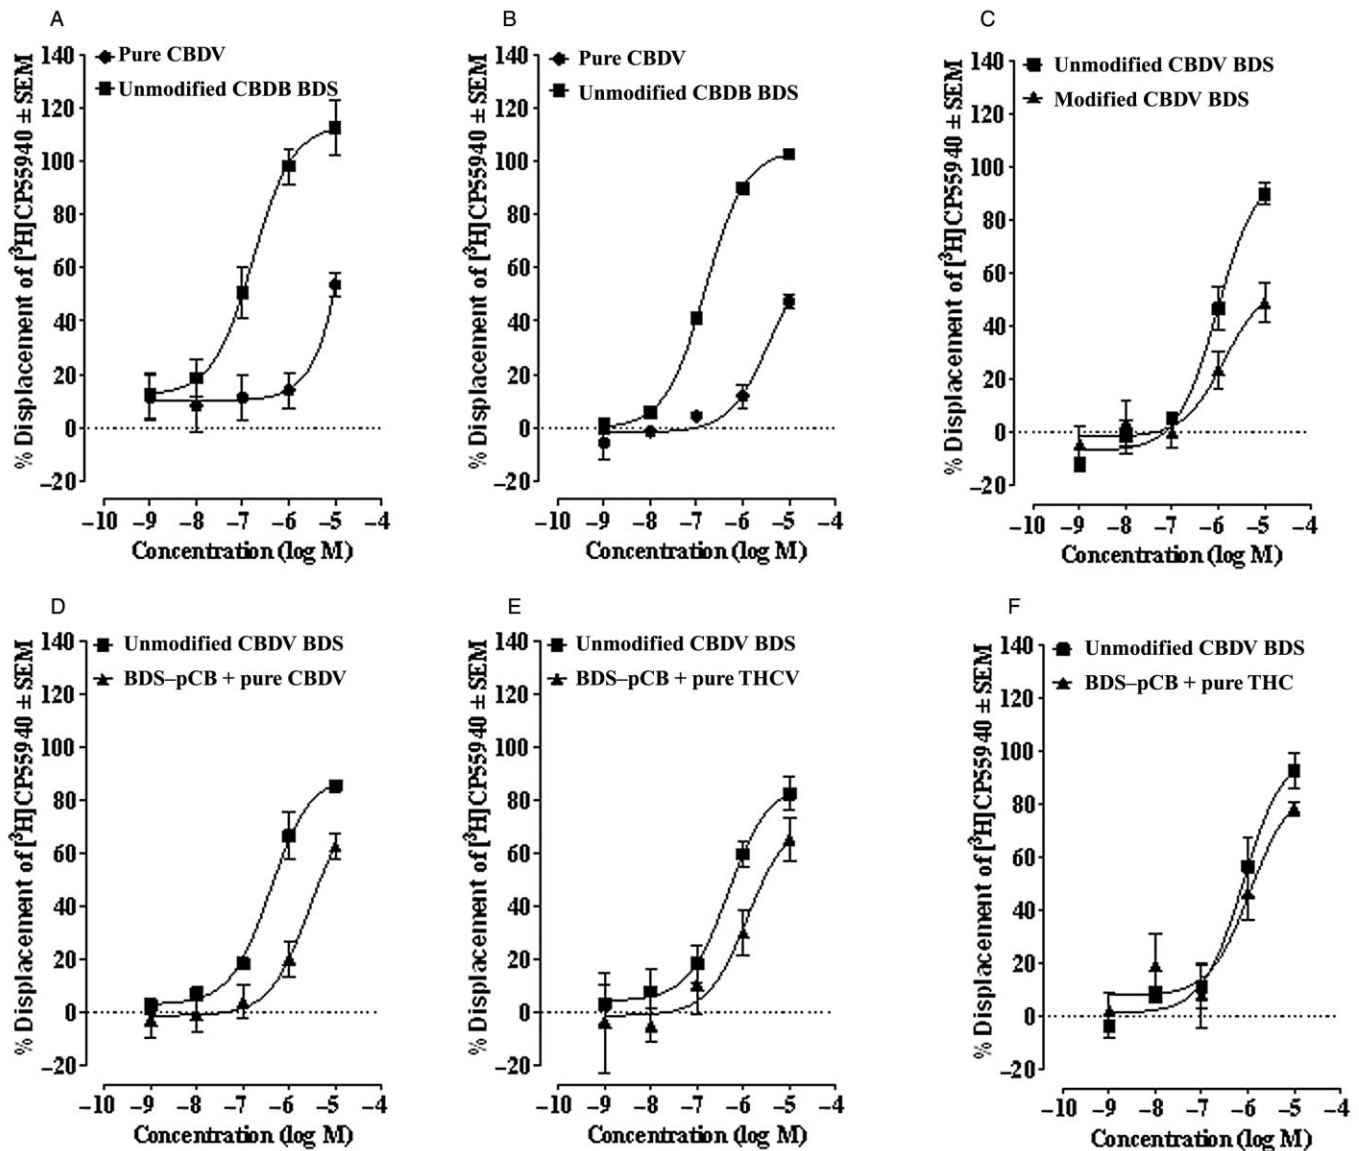 A
% Displacement of [³H]CP55940 ± SEM
140
120
100
80
60
40
20
0
–20
Pure CBDV
Unmodified CBDB BDS
–10 –9 –8 –7 –6 –5 –4
Concentration (log M)
B
% Displacement of [³H]CP55940 ± SEM
140
120
100
80
60
40
20
0
–20
Pure CBDV
Unmodified CBDB BDS
–10 –9 –8 –7 –6 –5 –4
Concentration (log M)
C
% Displacement of [³H]CP55940 ± SEM
140
120
100
80
60
40
20
0
–20
Unmodified CBDV BDS
Modified CBDV BDS
–10 –9 –8 –7 –6 –5 –4
Concentration (log M)
D
% Displacement of [³H]CP55940 ± SEM
140
120
100
80
60
40
20
0
–20
Unmodified CBDV BDS
BDS–pCB + pure CBDV
–10 –9 –8 –7 –6 –5 –4
Concentration (log M)
E
% Displacement of [³H]CP55940 ± SEM
140
120
100
80
60
40
20
0
–20
Unmodified CBDV BDS
BDS–pCB + pure THCV
–10 –9 –8 –7 –6 –5 –4
Concentration (log M)
F
% Displacement of [³H]CP55940 ± SEM
140
120
100
80
60
40
20
0
–20
Unmodified CBDV BDS
BDS–pCB + pure THC
–10 –9 –8 –7 –6 –5 –4
Concentration (log M)